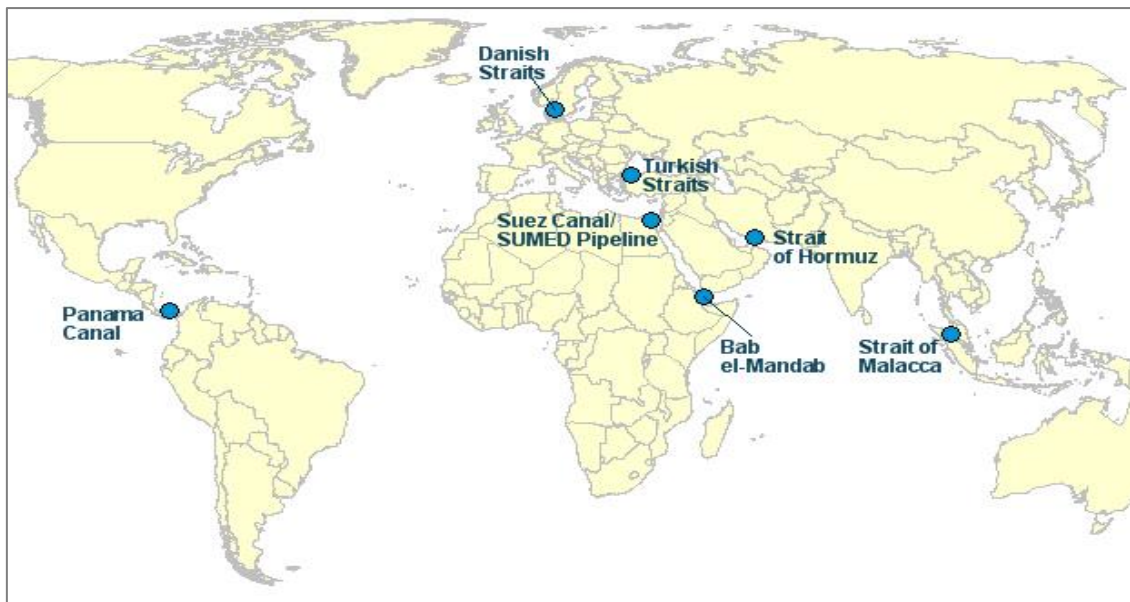 Danish
Straits
Turkish
Straits
Suez Canal/
SUMED Pipeline
Strait
of Hormuz
Panama
Canal
Bab
el-Mandab
Strait of
Malacca